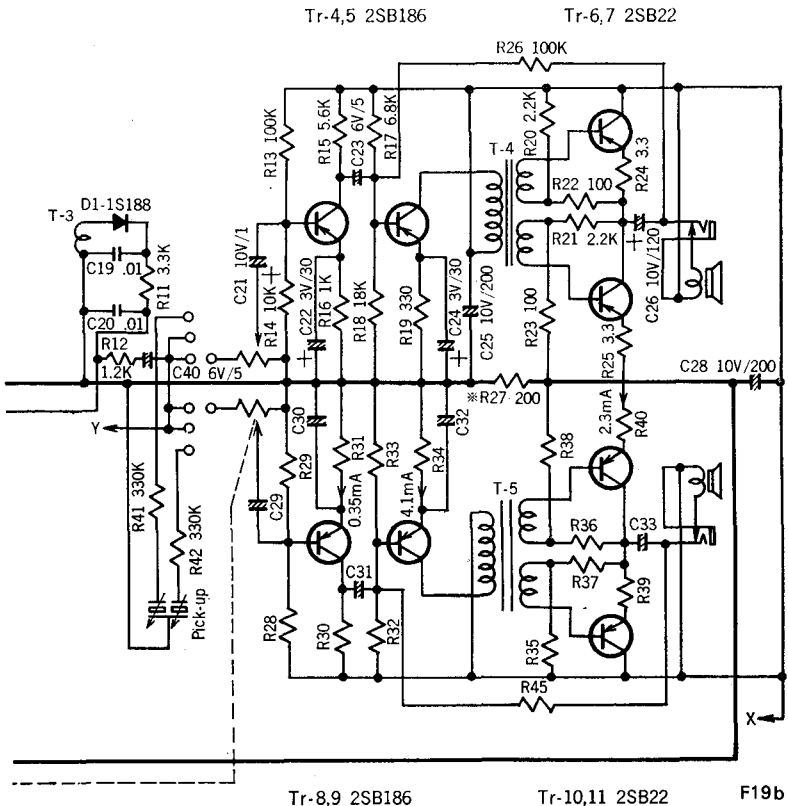 Tr-4,5 2SB186
Tr-6,7 2SB22
R26 100K
R13 100K
R15 5.6K
C23 6V/5
R17 6.8K
R20 2.2K
T-4
R24 3.3
R22 100
R21 2.2K
D1-1S188
T-3
C19 .01
R11 3.3K
C20 .01
R12
1.2K
C40 6V/5
C21 10V/1
+
R14 10K
C22 3V/30
+
R16 1K
R18 18K
R19 330
C24 3V/30
+
C25 10V/200
R23 100
+
C26 10V/120
R25 3.3
※R27 200
C28 10V/200
Y
R41 330K
R42 330K
Pick-up
C29
R29
C30
R31
0.35mA
R33
4.1mA
R34
C32
R38
2.3mA
R40
T-5
R36
C33
R37
R39
C31
R28
R30
R32
R35
R45
X
Tr-8,9 2SB186
Tr-10,11 2SB22
F19b